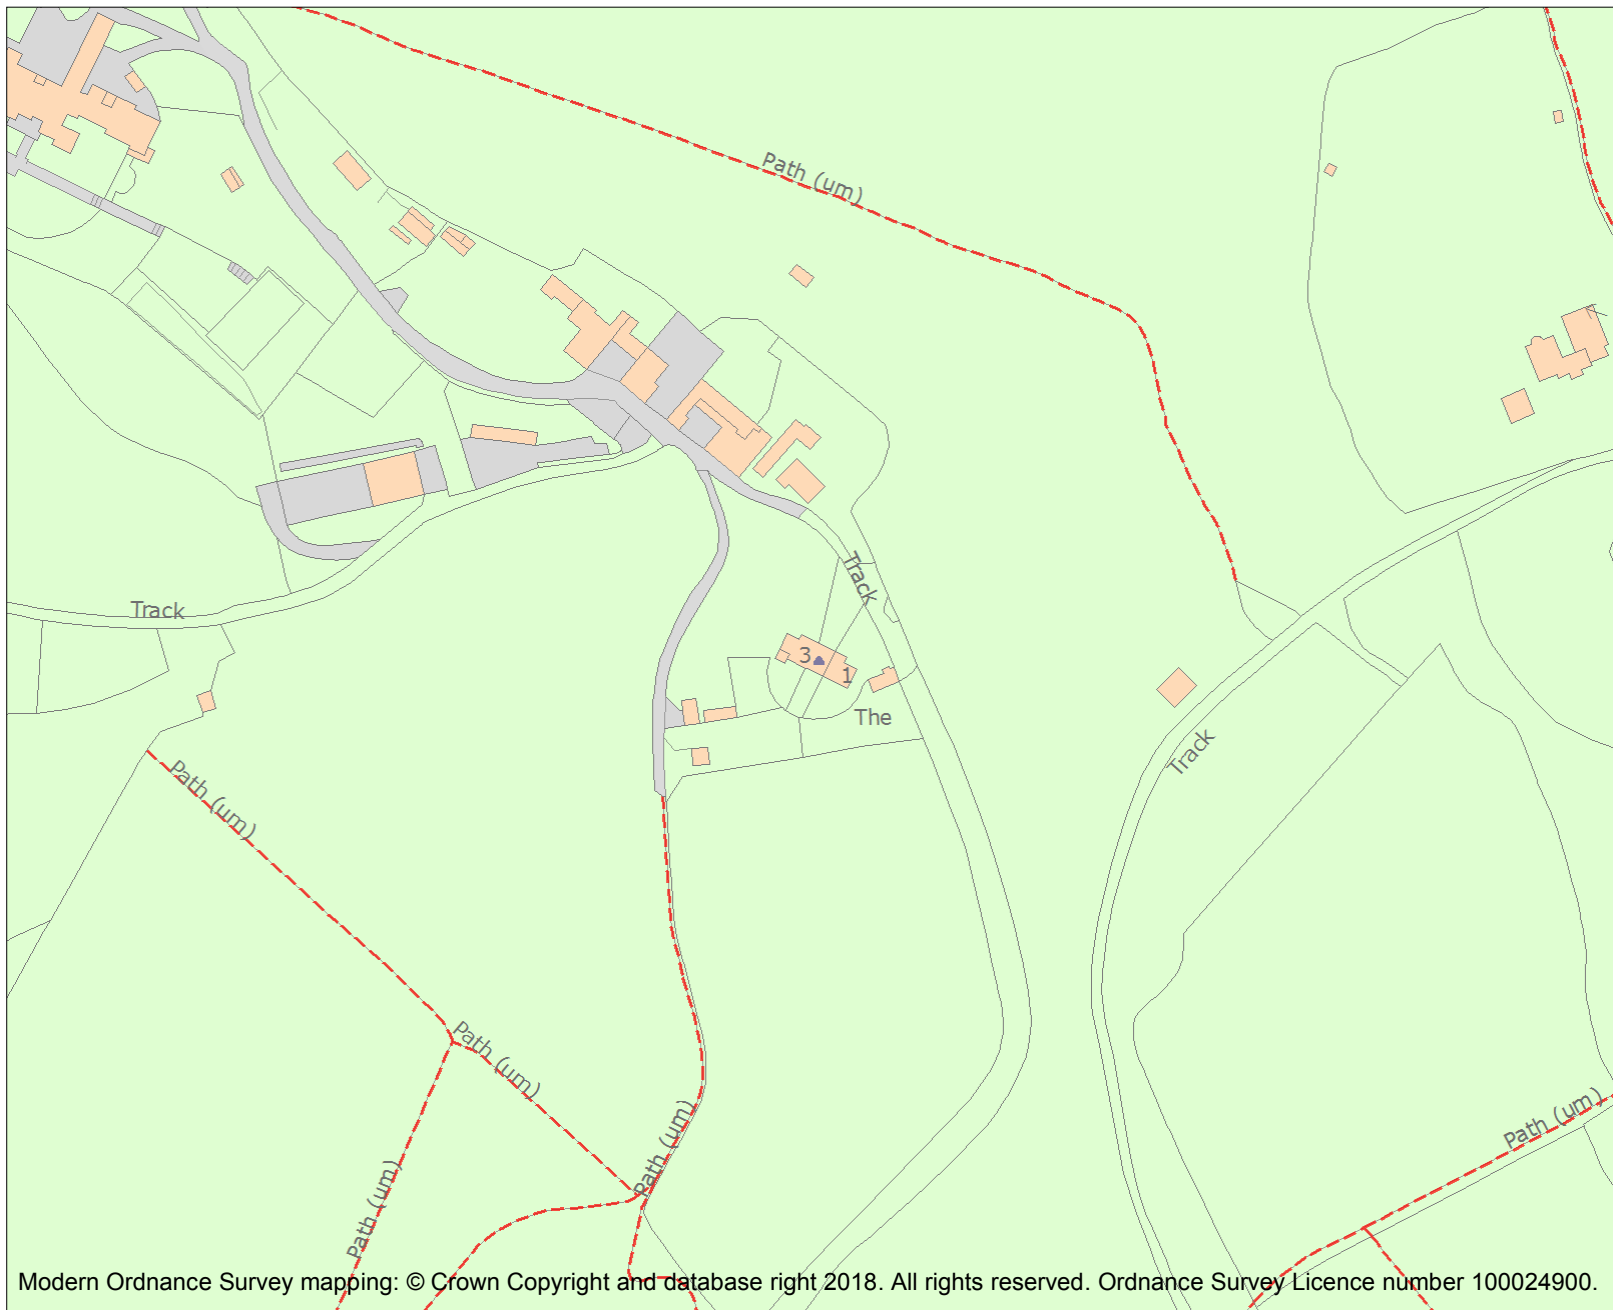 Path (um)
Track
Track
3
1
The
Track
Path (um)
Path (um)
Path (um)
Path (um)
Path (um)
Modern Ordnance Survey mapping: © Crown Copyright and database right 2018. All rights reserved. Ordnance Survey Licence number 100024900.